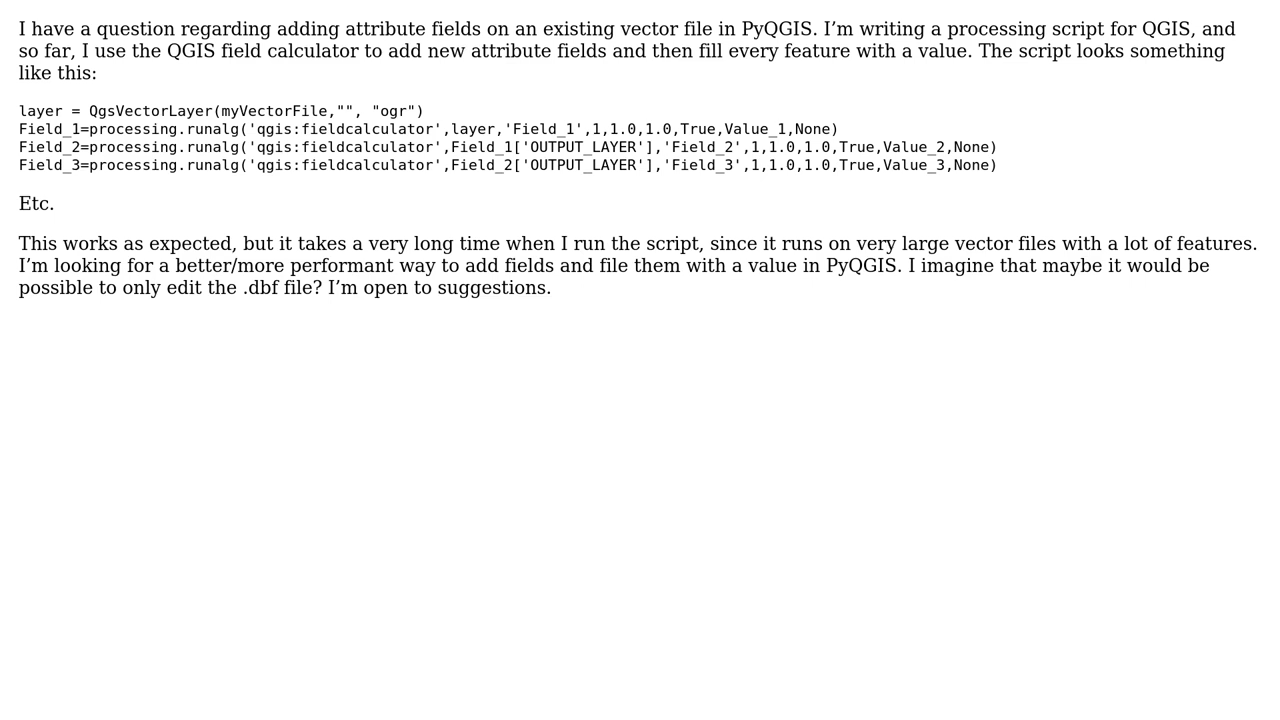 I have a question regarding adding attribute fields on an existing vector file in PyQGIS. I’m writing a processing script for QGIS, and
so far, I use the QGIS field calculator to add new attribute fields and then fill every feature with a value. The script looks something
like this:
layer = QgsVectorLayer(myVectorFile,"", "ogr")
Field_1=processing.runalg('qgis:fieldcalculator',layer,'Field_1',1,1.0,1.0,True,Value_1,None)
Field_2=processing.runalg('qgis:fieldcalculator',Field_1['OUTPUT_LAYER'],'Field_2',1,1.0,1.0,True,Value_2,None)
Field_3=processing.runalg('qgis:fieldcalculator',Field_2['OUTPUT_LAYER'],'Field_3',1,1.0,1.0,True,Value_3,None)
Etc.
This works as expected, but it takes a very long time when I run the script, since it runs on very large vector files with a lot of features.
I’m looking for a better/more performant way to add fields and file them with a value in PyQGIS. I imagine that maybe it would be
possible to only edit the .dbf file? I’m open to suggestions.